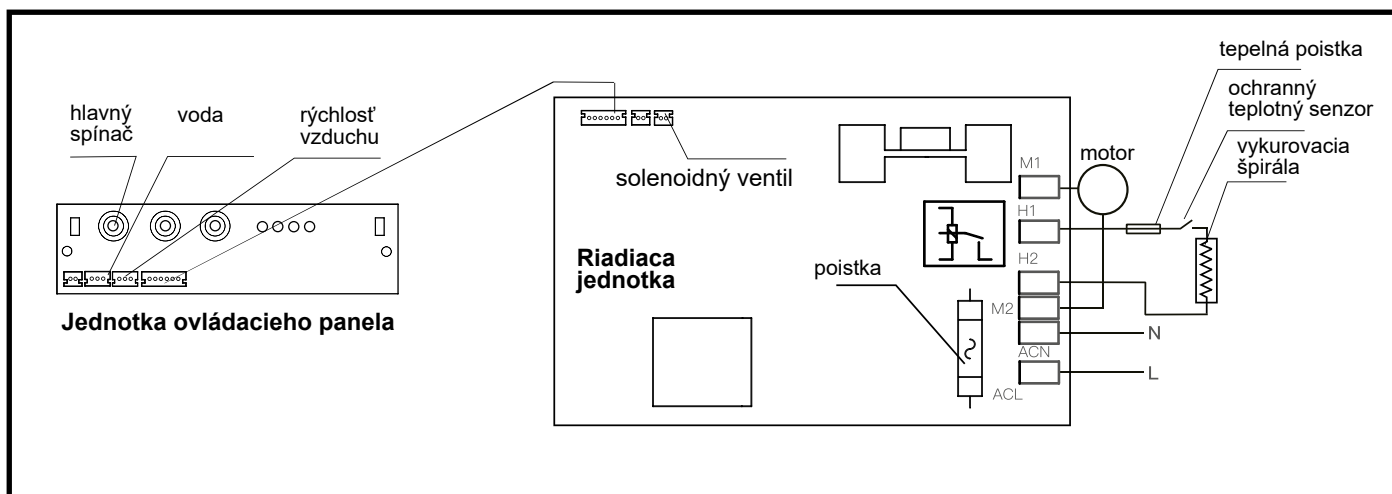 hlavný
spínač
voda
rýchlosť
vzduchu
Jednotka ovládacieho panela
solenoidný ventil
Riadiaca
jednotka
poistka
M1
H1
H2
M2
ACN
ACL
motor
N
L
tepelná poistka
ochranný
teplotný senzor
vykurovacia
špirála